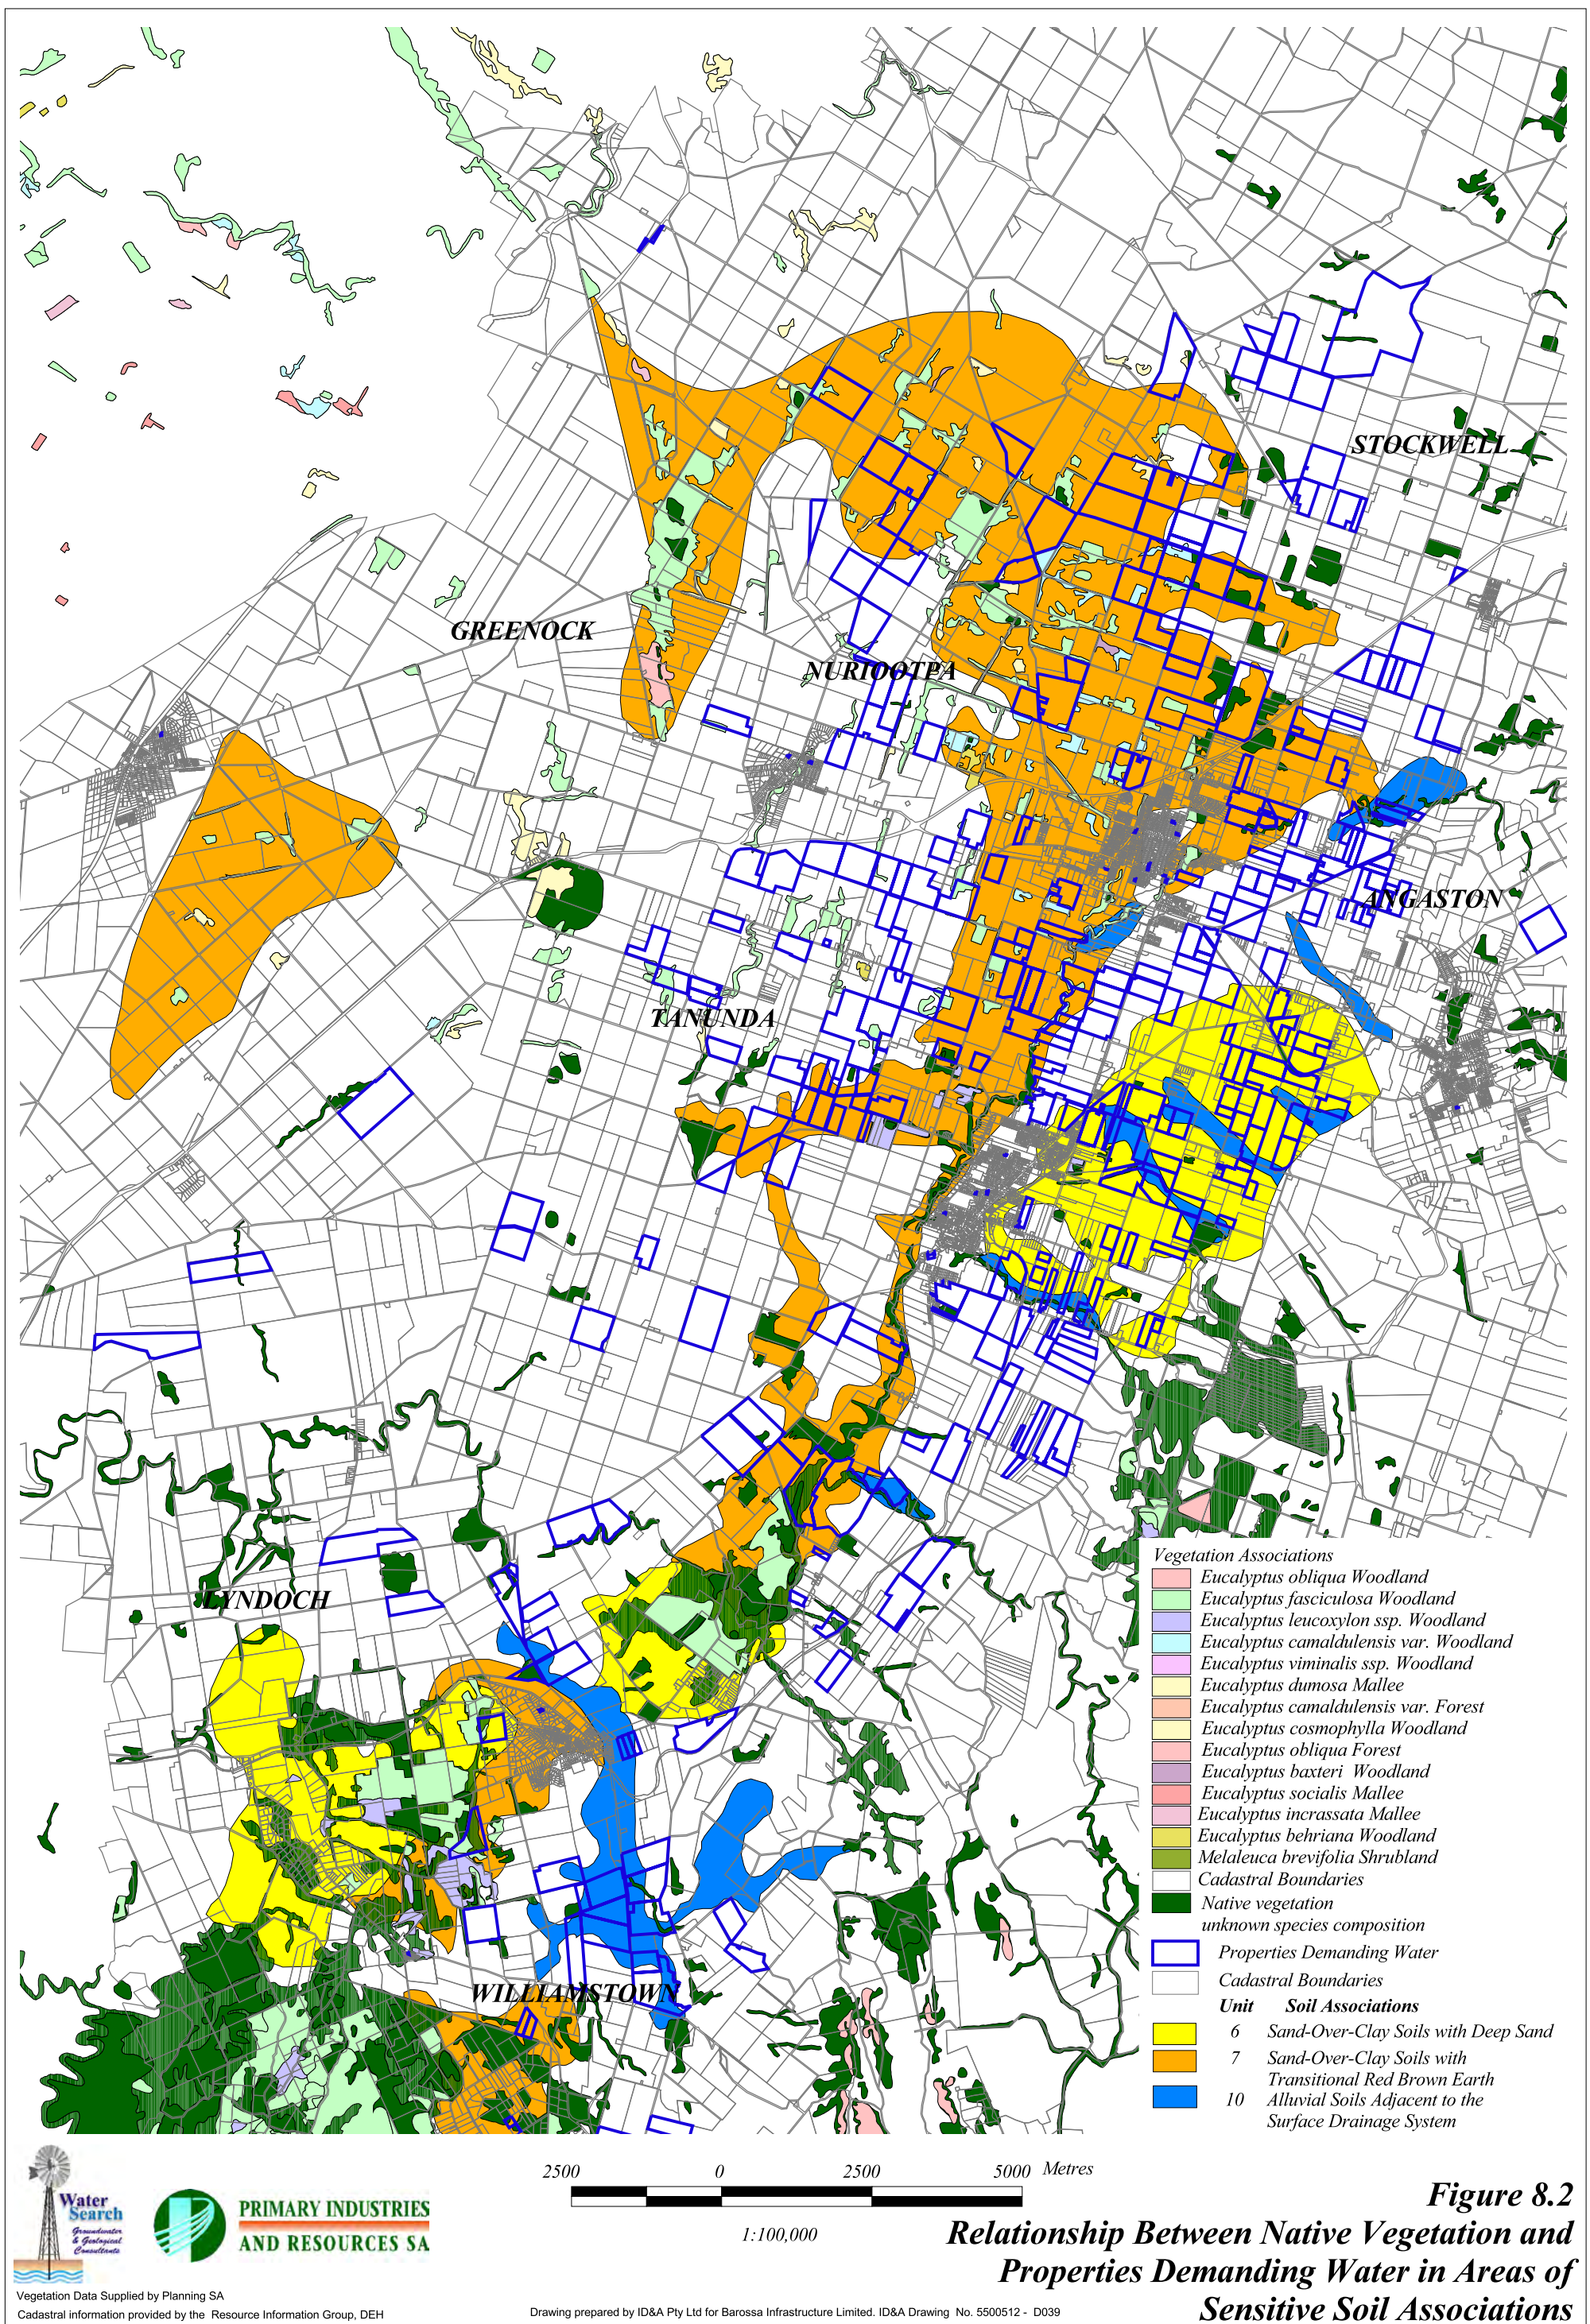 STOCKWELL
GREENOCK
NURIOOTPA
ANGASTON
TANUNDA
LYNDOCH
WILLIAMSTOWN
Vegetation Associations
Eucalyptus obliqua Woodland
Eucalyptus fasciculosa Woodland
Eucalyptus leucoxylon ssp. Woodland
Eucalyptus camaldulensis var. Woodland
Eucalyptus viminalis ssp. Woodland
Eucalyptus dumosa Mallee
Eucalyptus camaldulensis var. Forest
Eucalyptus cosmophylla Woodland
Eucalyptus obliqua Forest
Eucalyptus baxteri Woodland
Eucalyptus socialis Mallee
Eucalyptus incrassata Mallee
Eucalyptus behriana Woodland
Melaleuca brevifolia Shrubland
Cadastral Boundaries
Native vegetation
unknown species composition
Properties Demanding Water
Cadastral Boundaries
Unit Soil Associations
6 Sand-Over-Clay Soils with Deep Sand
7 Sand-Over-Clay Soils with
Transitional Red Brown Earth
10 Alluvial Soils Adjacent to the
Surface Drainage System
Water
Search
Groundwater
& Geological
Consultants
PRIMARY INDUSTRIES
AND RESOURCES SA
2500 0 2500 5000 Metres
1:100,000
Figure 8.2
Relationship Between Native Vegetation and
Properties Demanding Water in Areas of
Sensitive Soil Associations
Vegetation Data Supplied by Planning SA
Cadastral information provided by the Resource Information Group, DEH
Drawing prepared by ID&A Pty Ltd for Barossa Infrastructure Limited. ID&A Drawing No. 5500512 - D039